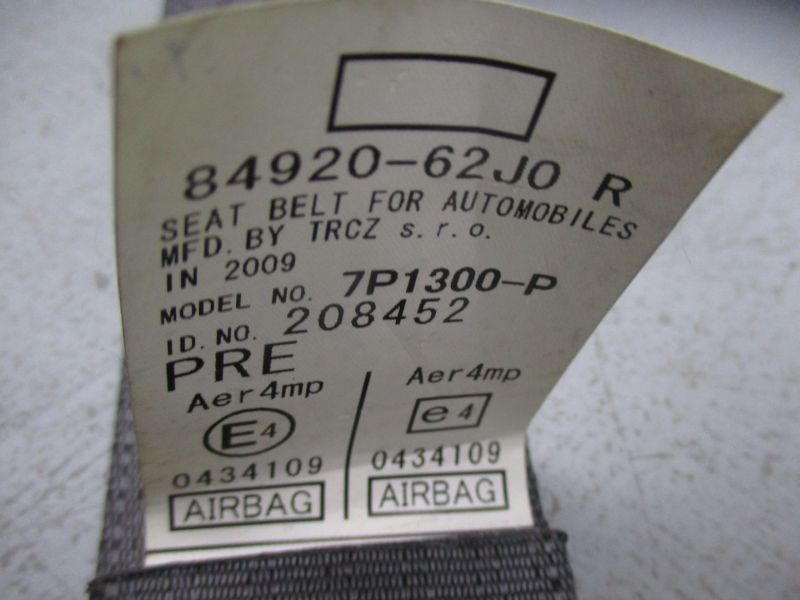 84920-62J0 R
SEAT BELT FOR AUTOMOBILES
MFD. BY TRCZ s.r.o.
IN 2009
MODEL NO. 7P1300-P
ID. NO. 208452
PRE
Aer4mp Aer4mp
E4 e4
0434109 0434109
AIRBAG AIRBAG